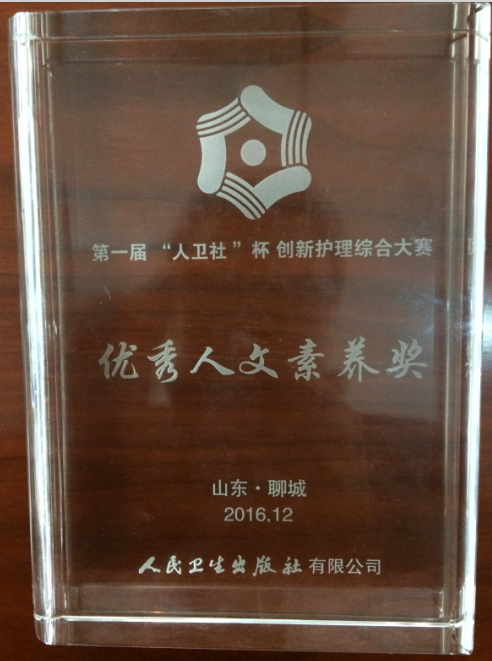 第一届“人卫社”杯 创新护理综合大赛
优秀人文素养奖
山东·聊城
2016.12
人民卫生出版社有限公司